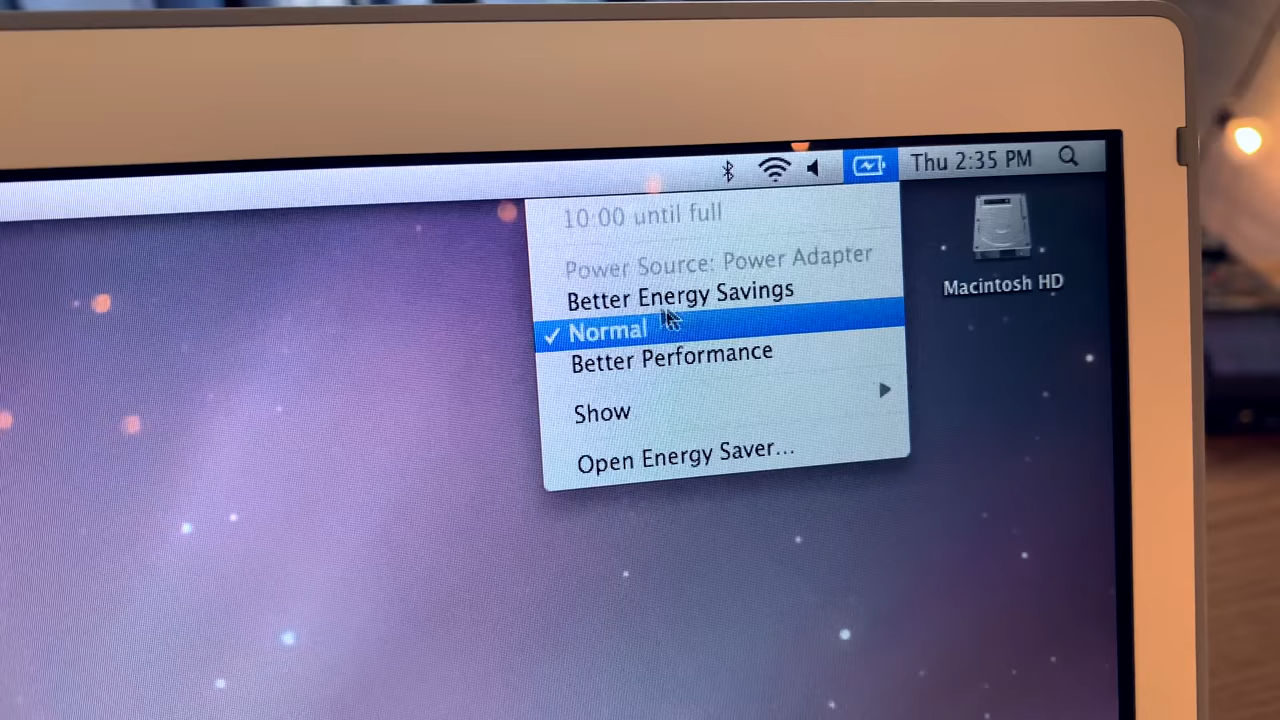 Thu 2:35 PM
10:00 until full
Power Source: Power Adapter
Better Energy Savings
✓ Normal
Better Performance
Show
Open Energy Saver...
Macintosh HD